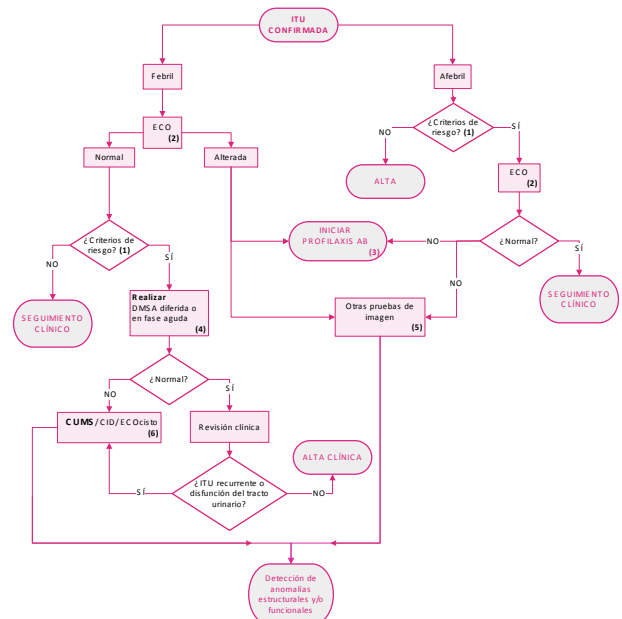 ITU
CONFIRMADA
Febril
Afebril
ECO
(2)
¿Criterios de
riesgo? (1)
NO
SÍ
Normal
Alterada
ALTA
ECO
(2)
INICIAR
PROFILAXIS AB
(3)
NO
¿Normal?
SÍ
NO
¿Criterios de
riesgo? (1)
NO
SÍ
SEGUIMIENTO
CLÍNICO
SEGUIMIENTO
CLÍNICO
Realizar
DMSA diferida o
en fase aguda
(4)
Otras pruebas de
imagen
(5)
¿Normal?
NO
SÍ
CUMS/CID/ECOcisto
(6)
Revisión clínica
ALTA CLÍNICA
¿ITU recurrente o
disfunción del tracto
urinario?
SÍ
NO
Detección de
anomalías
estructurales y/o
funcionales